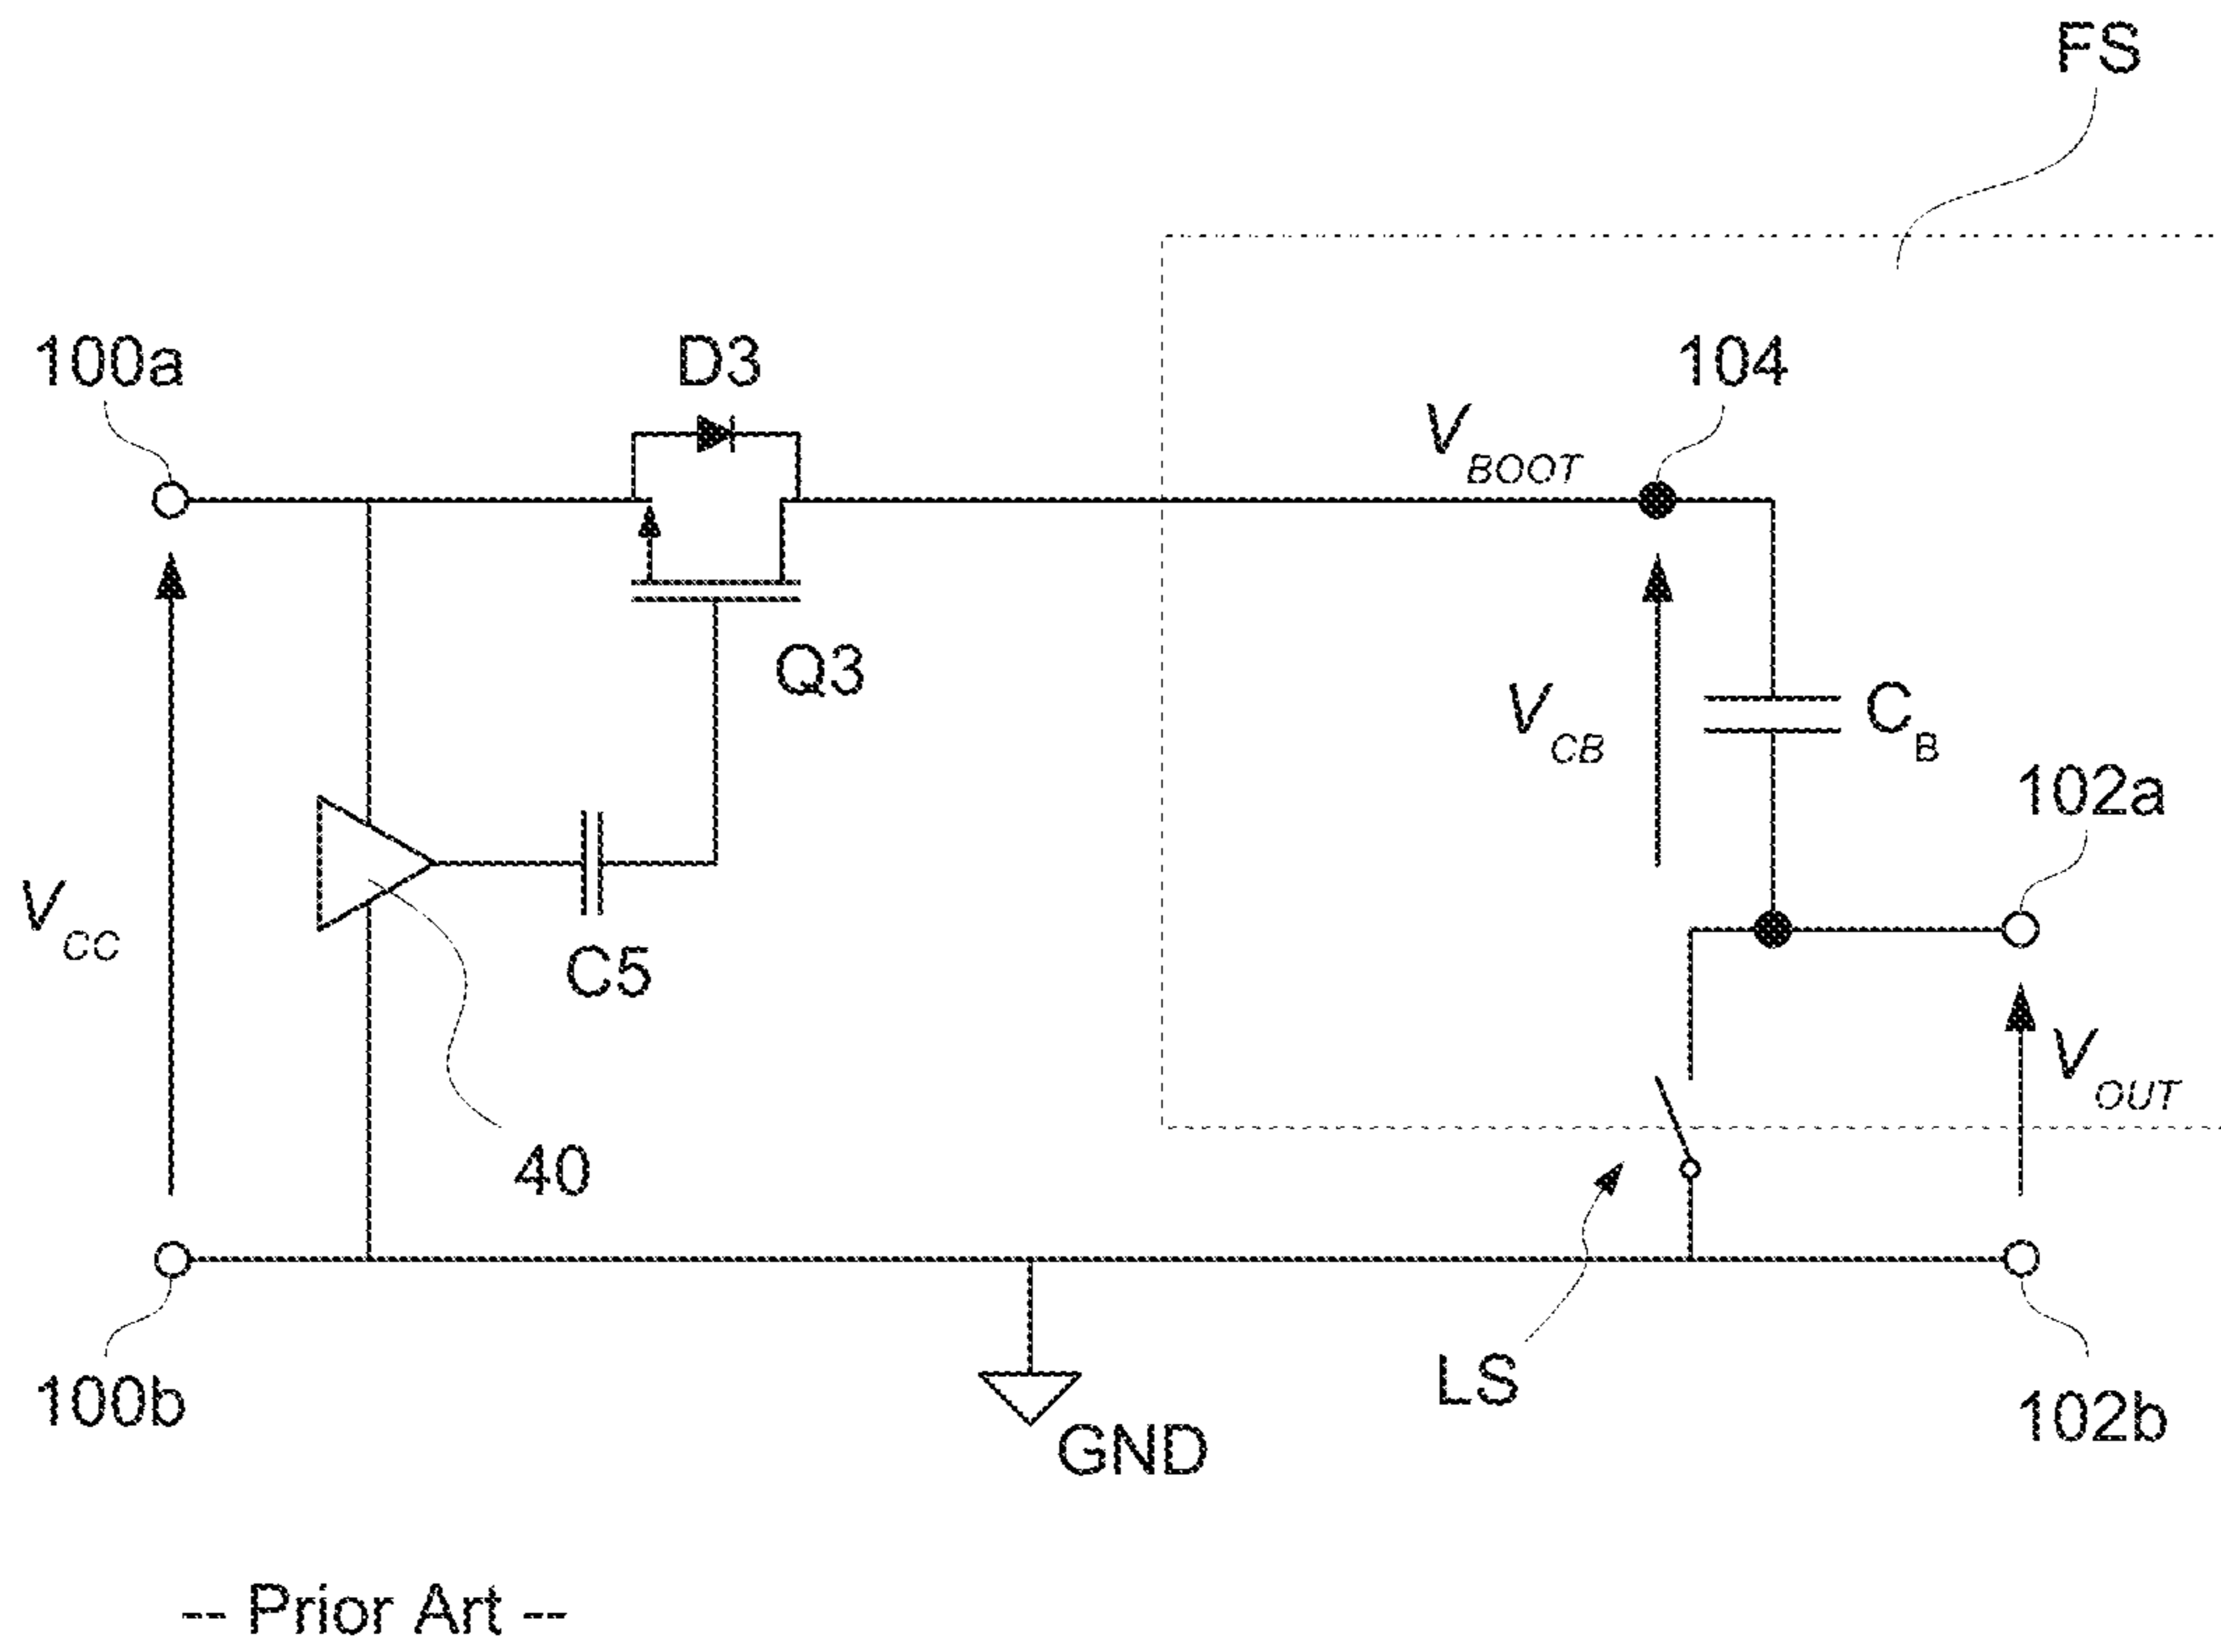 FS
100a
D3
104
VBOOT
Q3
VCB
CB
102a
VCC
C5
VOUT
40
LS
100b
102b
GND
-- Prior Art --